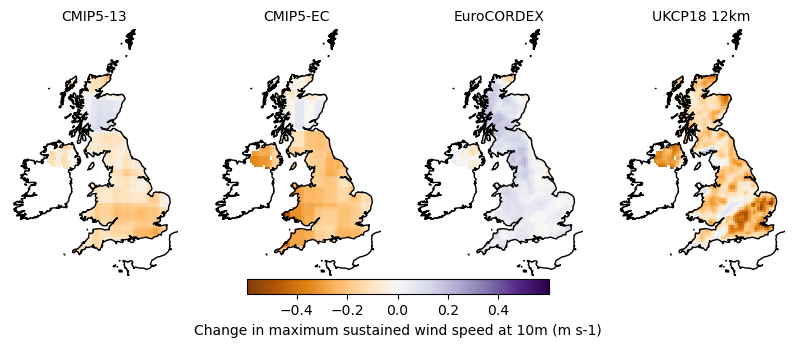 CMIP5-13 CMIP5-EC EuroCORDEX UKCP18 12km
−0.4 −0.2 0.0 0.2 0.4
Change in maximum sustained wind speed at 10m (m s-1)